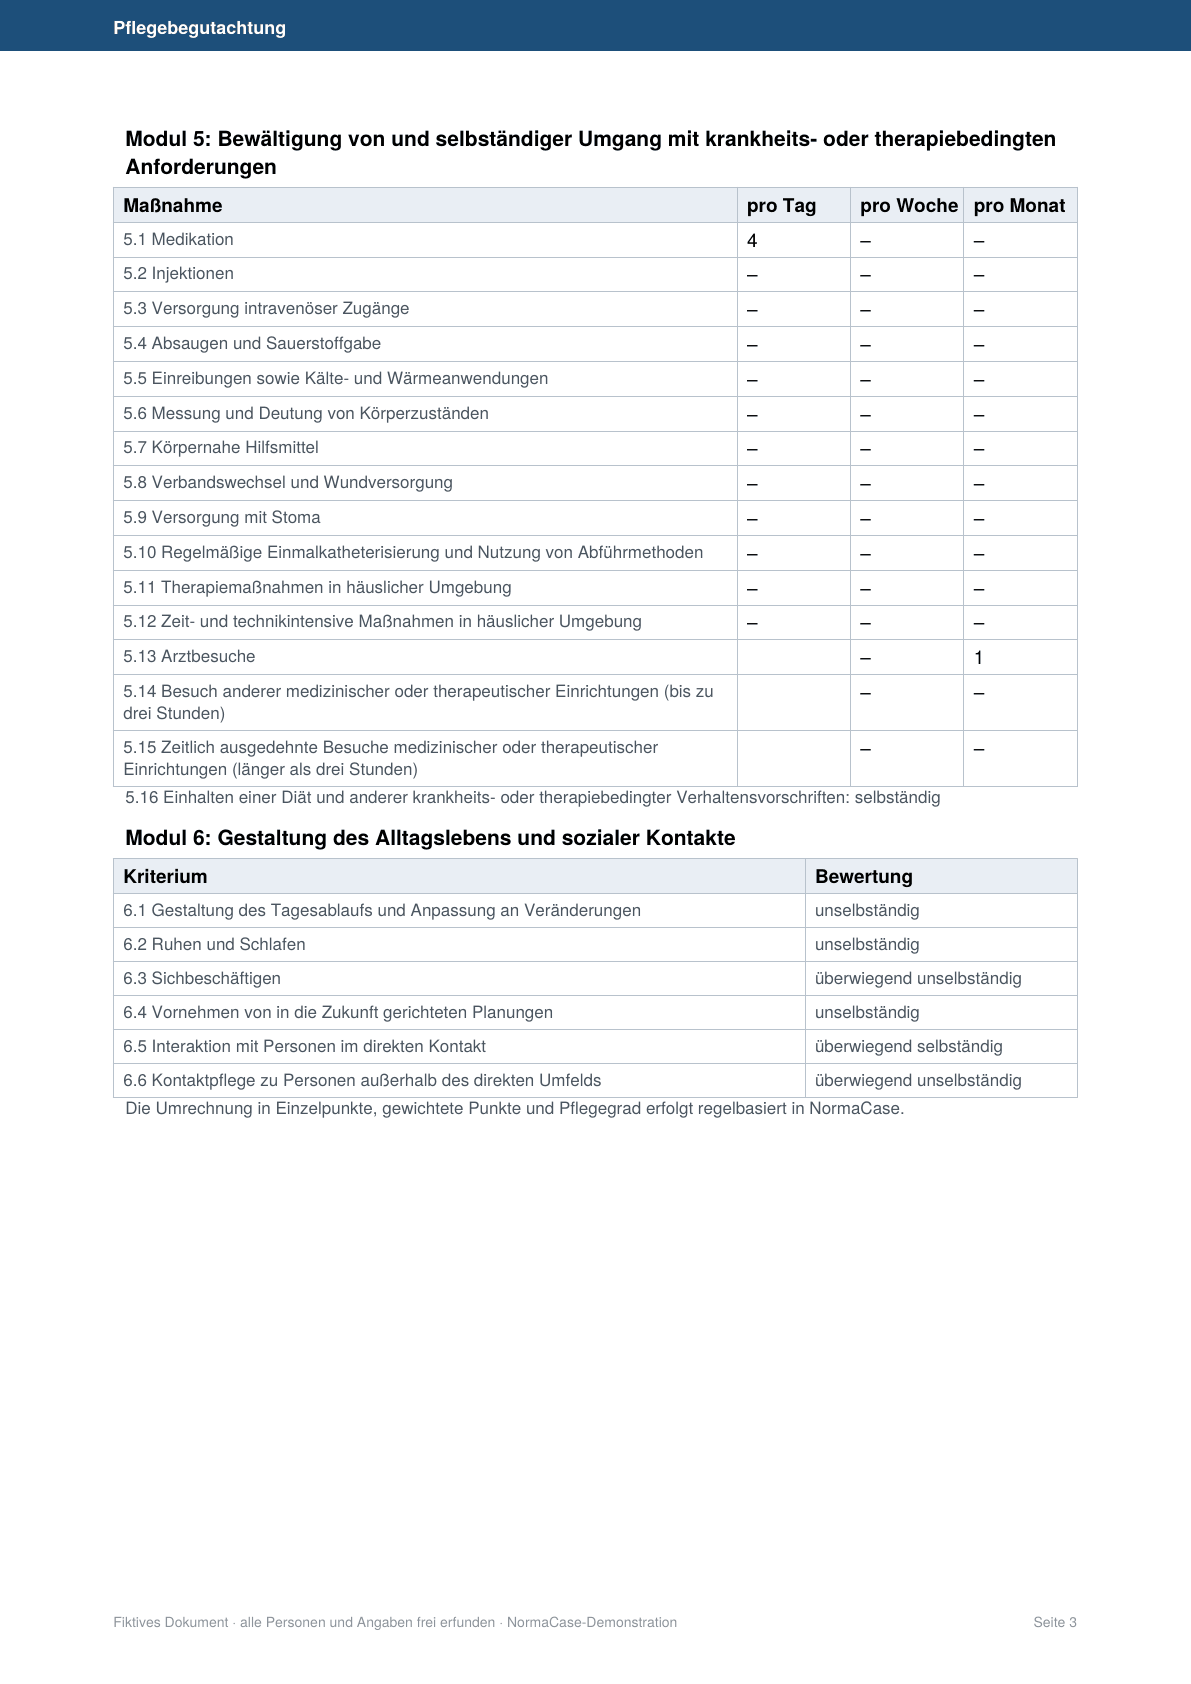 Pflegebegutachtung
Modul 5: Bewältigung von und selbständiger Umgang mit krankheits- oder therapiebedingten
Anforderungen
Maßnahme pro Tag pro Woche pro Monat
5.1 Medikation 4 – –
5.2 Injektionen – – –
5.3 Versorgung intravenöser Zugänge – – –
5.4 Absaugen und Sauerstoffgabe – – –
5.5 Einreibungen sowie Kälte- und Wärmeanwendungen – – –
5.6 Messung und Deutung von Körperzuständen – – –
5.7 Körpernahe Hilfsmittel – – –
5.8 Verbandswechsel und Wundversorgung – – –
5.9 Versorgung mit Stoma – – –
5.10 Regelmäßige Einmalkatheterisierung und Nutzung von Abführmethoden – – –
5.11 Therapiemaßnahmen in häuslicher Umgebung – – –
5.12 Zeit- und technikintensive Maßnahmen in häuslicher Umgebung – – –
5.13 Arztbesuche – 1
5.14 Besuch anderer medizinischer oder therapeutischer Einrichtungen (bis zu – –
drei Stunden)
5.15 Zeitlich ausgedehnte Besuche medizinischer oder therapeutischer – –
Einrichtungen (länger als drei Stunden)
5.16 Einhalten einer Diät und anderer krankheits- oder therapiebedingter Verhaltensvorschriften: selbständig
Modul 6: Gestaltung des Alltagslebens und sozialer Kontakte
Kriterium Bewertung
6.1 Gestaltung des Tagesablaufs und Anpassung an Veränderungen unselbständig
6.2 Ruhen und Schlafen unselbständig
6.3 Sichbeschäftigen überwiegend unselbständig
6.4 Vornehmen von in die Zukunft gerichteten Planungen unselbständig
6.5 Interaktion mit Personen im direkten Kontakt überwiegend selbständig
6.6 Kontaktpflege zu Personen außerhalb des direkten Umfelds überwiegend unselbständig
Die Umrechnung in Einzelpunkte, gewichtete Punkte und Pflegegrad erfolgt regelbasiert in NormaCase.
Fiktives Dokument · alle Personen und Angaben frei erfunden · NormaCase-Demonstration Seite 3